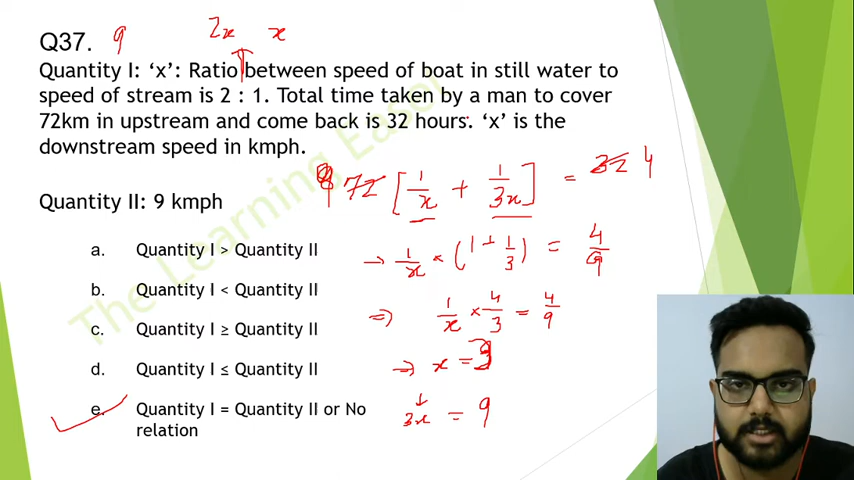 Q37. 9 2x x
Quantity I: ‘x’: Ratio between speed of boat in still water to
speed of stream is 2 : 1. Total time taken by a man to cover
72km in upstream and come back is 32 hours. ‘x’ is the
downstream speed in kmph.
9 72 [ 1/x + 1/3x ] = 32 4
Quantity II: 9 kmph
a. Quantity I > Quantity II
→ 1/x × (1 + 1/3) = 4/9
b. Quantity I < Quantity II
⇒ 1/x × 4/3 = 4/9
c. Quantity I ≥ Quantity II
d. Quantity I ≤ Quantity II
⇒ x = 3
e. Quantity I = Quantity II or No
relation
↓
3x = 9
The Learning Easor